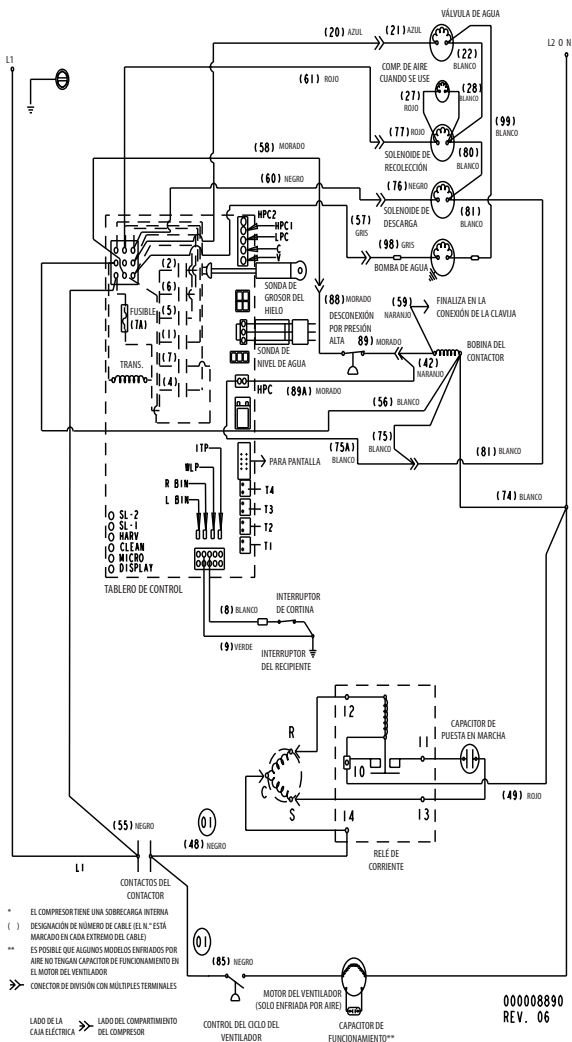 VÁLVULA DE AGUA
(20) AZUL
(21) AZUL
L2 O N
L1
(22)
BLANCO
COMP. DE AIRE
CUANDO SE USE
(61) ROJO
(27)
ROJO
(28)
BLANCO
(99)
BLANCO
(77) ROJO
(58) MORADO
SOLENOIDE DE
RECOLECCIÓN
(80)
BLANCO
(60) NEGRO
(76) NEGRO
HPC2
HPC1
LPC
C
V
(57)
GRIS
SOLENOIDE DE
DESCARGA
(81)
BLANCO
(98) GRIS
BOMBA DE AGUA
(2)
(6)
(5)
(1)
(7)
(4)
FUSIBLE
(7A)
TRANS.
SONDA DE
GROSOR DEL
HIELO
(88) MORADO
DESCONEXIÓN
POR PRESIÓN
ALTA
(59)
NARANJO
FINALIZA EN LA
CONEXIÓN DE LA CLAVIJA
89) MORADO
BOBINA DEL
CONTACTOR
SONDA DE
NIVEL DE AGUA
(42)
NARANJO
HPC
(89A) MORADO
(56) BLANCO
(75)
BLANCO
(75A)
BLANCO
(81) BLANCO
ITP
WLP
R BIN
L BIN
PARA PANTALLA
T4
T3
T2
T1
(74) BLANCO
SL-2
SL-1
HARV
CLEAN
MICRO
DISPLAY
TABLERO DE CONTROL
(8) BLANCO
INTERRUPTOR
DE CORTINA
(9) VERDE
INTERRUPTOR
DEL RECIPIENTE
12
R
C
S
10
11
CAPACITOR DE
PUESTA EN MARCHA
(49) ROJO
14
13
RELÉ DE
CORRIENTE
(55) NEGRO
(01)
(48) NEGRO
L1
CONTACTOS DEL
CONTACTOR
* EL COMPRESOR TIENE UNA SOBRECARGA INTERNA
( ) DESIGNACIÓN DE NÚMERO DE CABLE (EL N.° ESTÁ
MARCADO EN CADA EXTREMO DEL CABLE)
** ES POSIBLE QUE ALGUNOS MODELOS ENFRIADOS POR
AIRE NO TENGAN CAPACITOR DE FUNCIONAMIENTO EN
EL MOTOR DEL VENTILADOR
CONECTOR DE DIVISIÓN CON MÚLTIPLES TERMINALES
LADO DE LA
CAJA ELÉCTRICA
LADO DEL COMPARTIMENTO
DEL COMPRESOR
(01)
(85) NEGRO
CONTROL DEL CICLO DEL
VENTILADOR
MOTOR DEL VENTILADOR
(SOLO ENFRIADA POR AIRE)
CAPACITOR DE
FUNCIONAMIENTO**
000008890
REV. 06